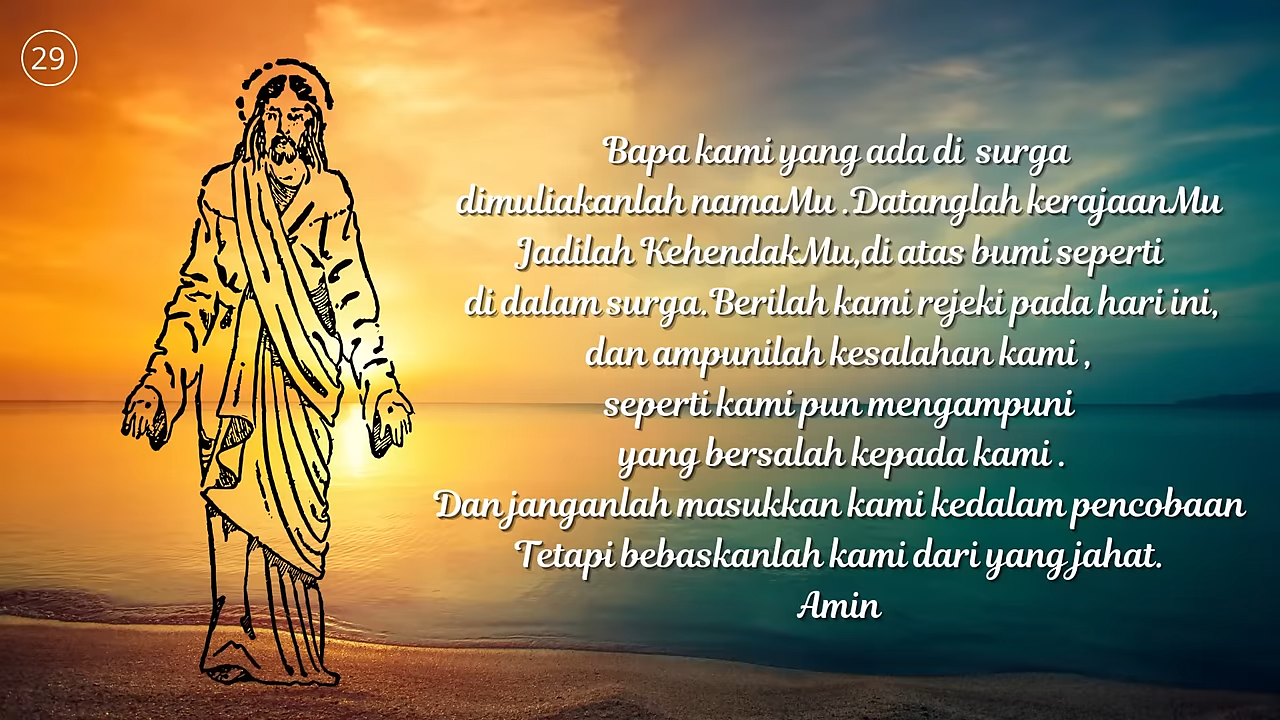 29
Bapa kami yang ada di surga
dimuliakanlah namaMu .Datanglah kerajaanMu
Jadilah KehendakMu,di atas bumi seperti
di dalam surga.Berilah kami rejeki pada hari ini,
dan ampunilah kesalahan kami ,
seperti kami pun mengampuni
yang bersalah kepada kami .
Dan janganlah masukkan kami kedalam pencobaan
Tetapi bebaskanlah kami dari yang jahat.
Amin